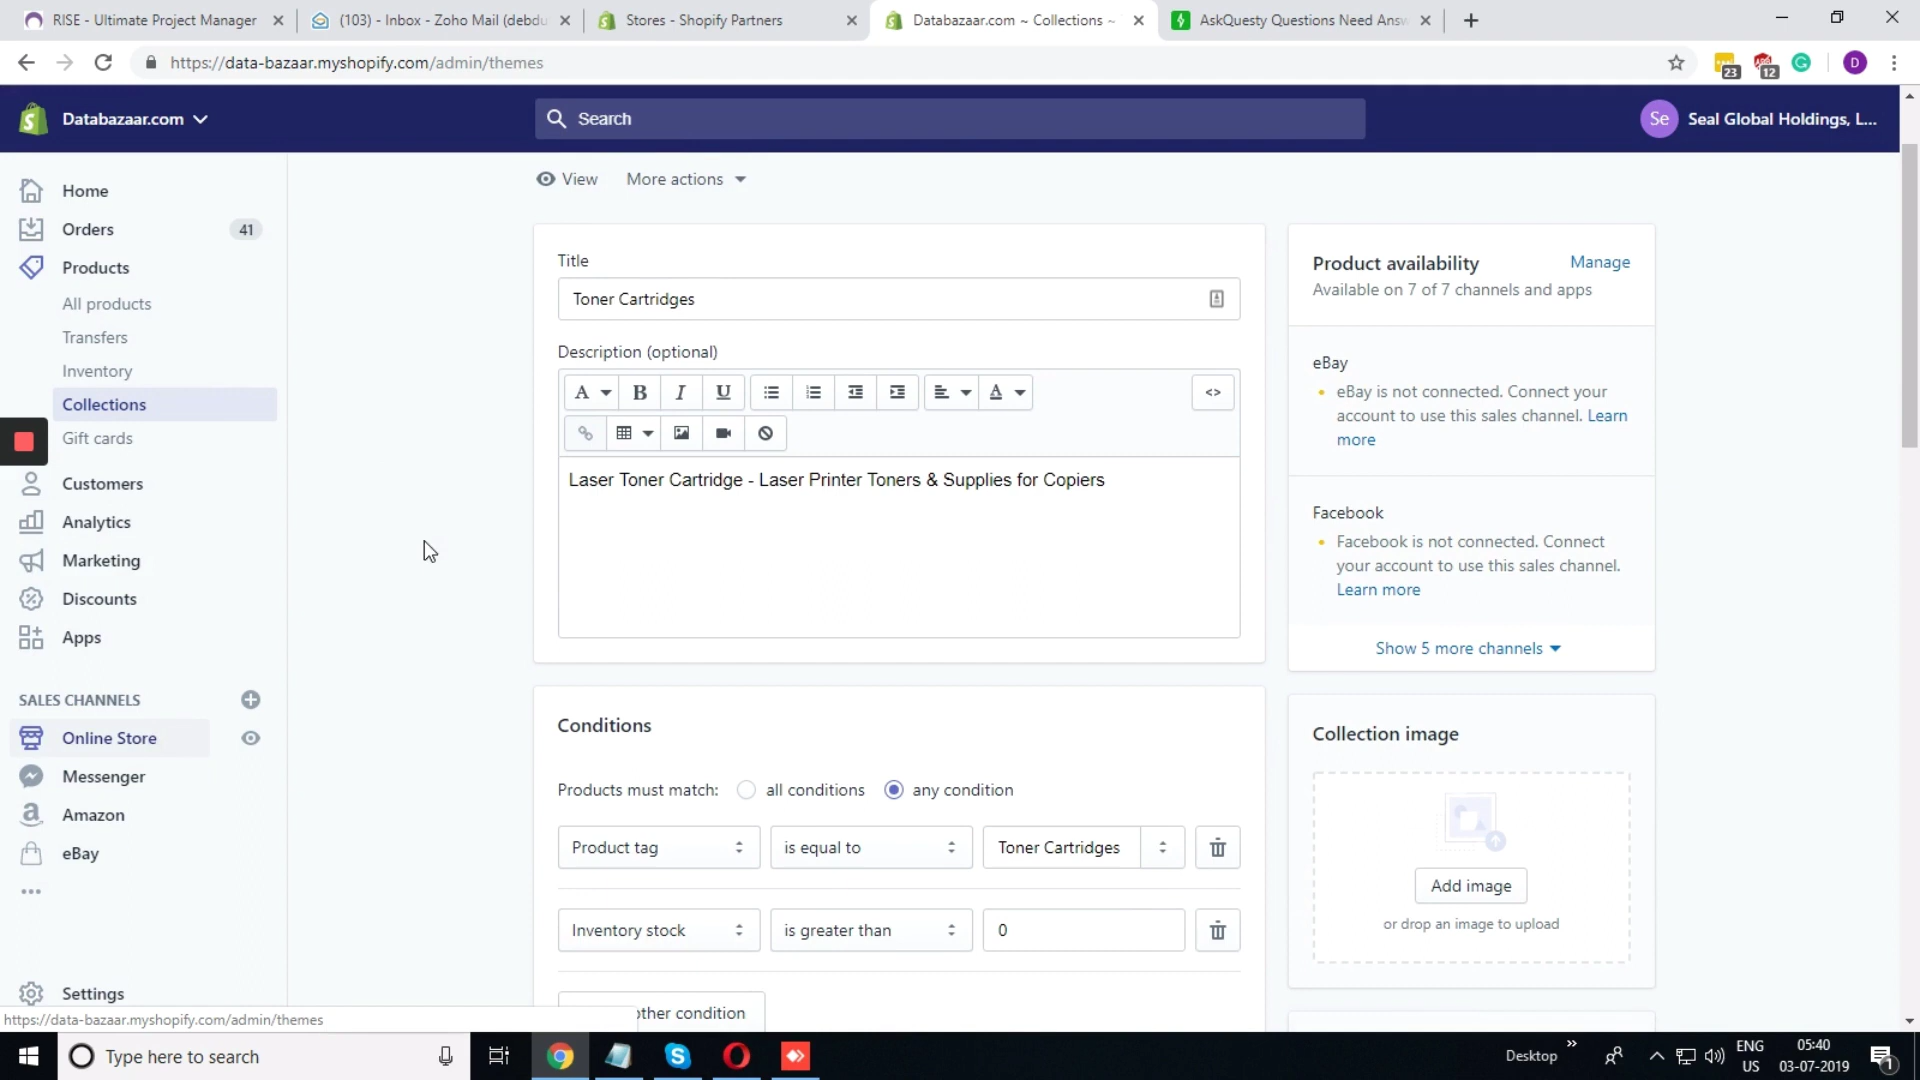 RISE - Ultimate Project Manager
(103) - Inbox - Zoho Mail (debdu
Stores - Shopify Partners
Databazaar.com ~ Collections ~
AskQuesty Questions Need Answ
https://data-bazaar.myshopify.com/admin/themes
23
12
D
Databazaar.com
Search
Se
Seal Global Holdings, L...
Home
Orders
41
Products
All products
Transfers
Inventory
Collections
Gift cards
Customers
Analytics
Marketing
Discounts
Apps
SALES CHANNELS
Online Store
Messenger
Amazon
eBay
Settings
View
More actions
Title
Toner Cartridges
Description (optional)
A
B
I
U
A
<>
Laser Toner Cartridge - Laser Printer Toners & Supplies for Copiers
Conditions
Products must match:
all conditions
any condition
Product tag
is equal to
Toner Cartridges
Inventory stock
is greater than
0
other condition
Product availability
Manage
Available on 7 of 7 channels and apps
eBay
eBay is not connected. Connect your
account to use this sales channel. Learn
more
Facebook
Facebook is not connected. Connect
your account to use this sales channel.
Learn more
Show 5 more channels
Collection image
Add image
or drop an image to upload
https://data-bazaar.myshopify.com/admin/themes
Type here to search
Desktop
ENG
US
05:40
03-07-2019
1